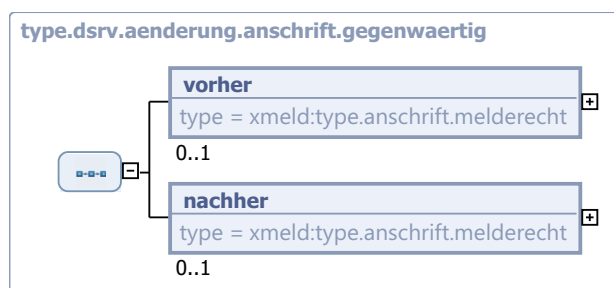 type.dsrv.aenderung.anschrift.gegenwaertig
vorher
type = xmeld:type.anschrift.melderecht
0..1
nachher
type = xmeld:type.anschrift.melderecht
0..1